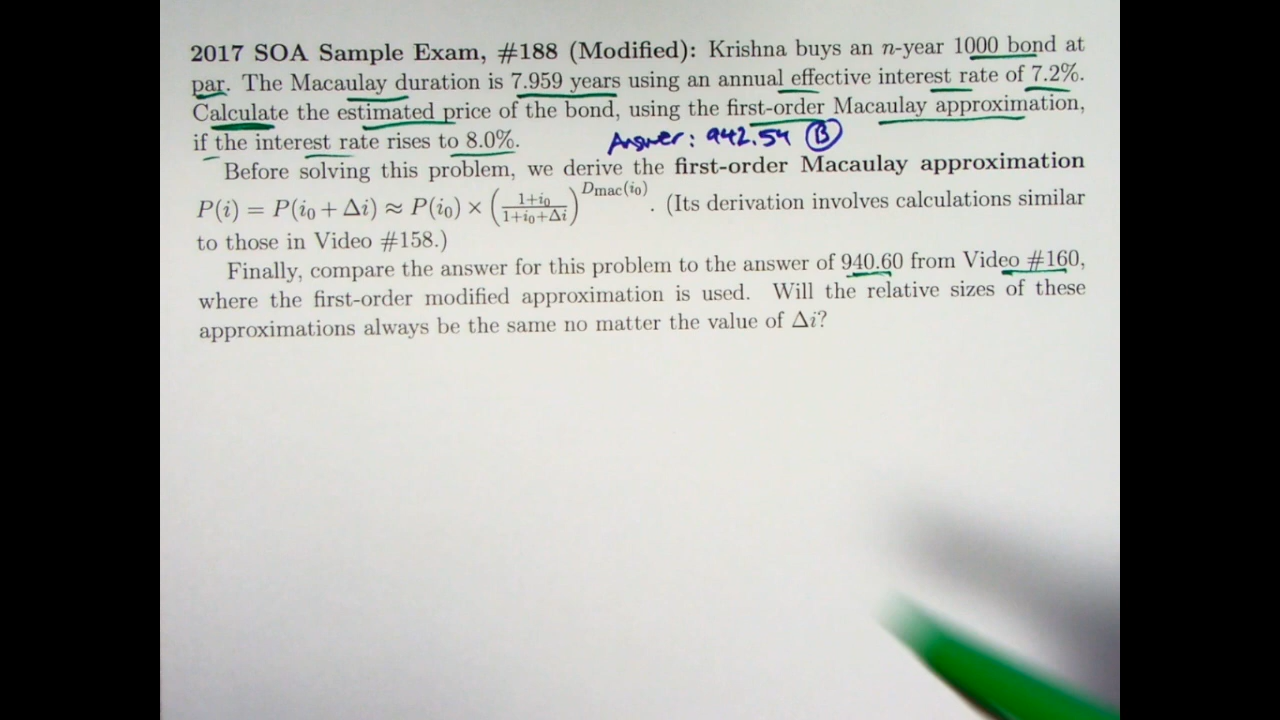 2017 SOA Sample Exam, #188 (Modified): Krishna buys an n-year 1000 bond at
par. The Macaulay duration is 7.959 years using an annual effective interest rate of 7.2%.
Calculate the estimated price of the bond, using the first-order Macaulay approximation,
if the interest rate rises to 8.0%. Answer: 942.54 (B)
Before solving this problem, we derive the first-order Macaulay approximation
P(i) = P(i₀ + Δi) ≈ P(i₀) × ((1+i₀)/(1+i₀+Δi))^Dmac(i₀). (Its derivation involves calculations similar
to those in Video #158.)
Finally, compare the answer for this problem to the answer of 940.60 from Video #160,
where the first-order modified approximation is used. Will the relative sizes of these
approximations always be the same no matter the value of Δi?